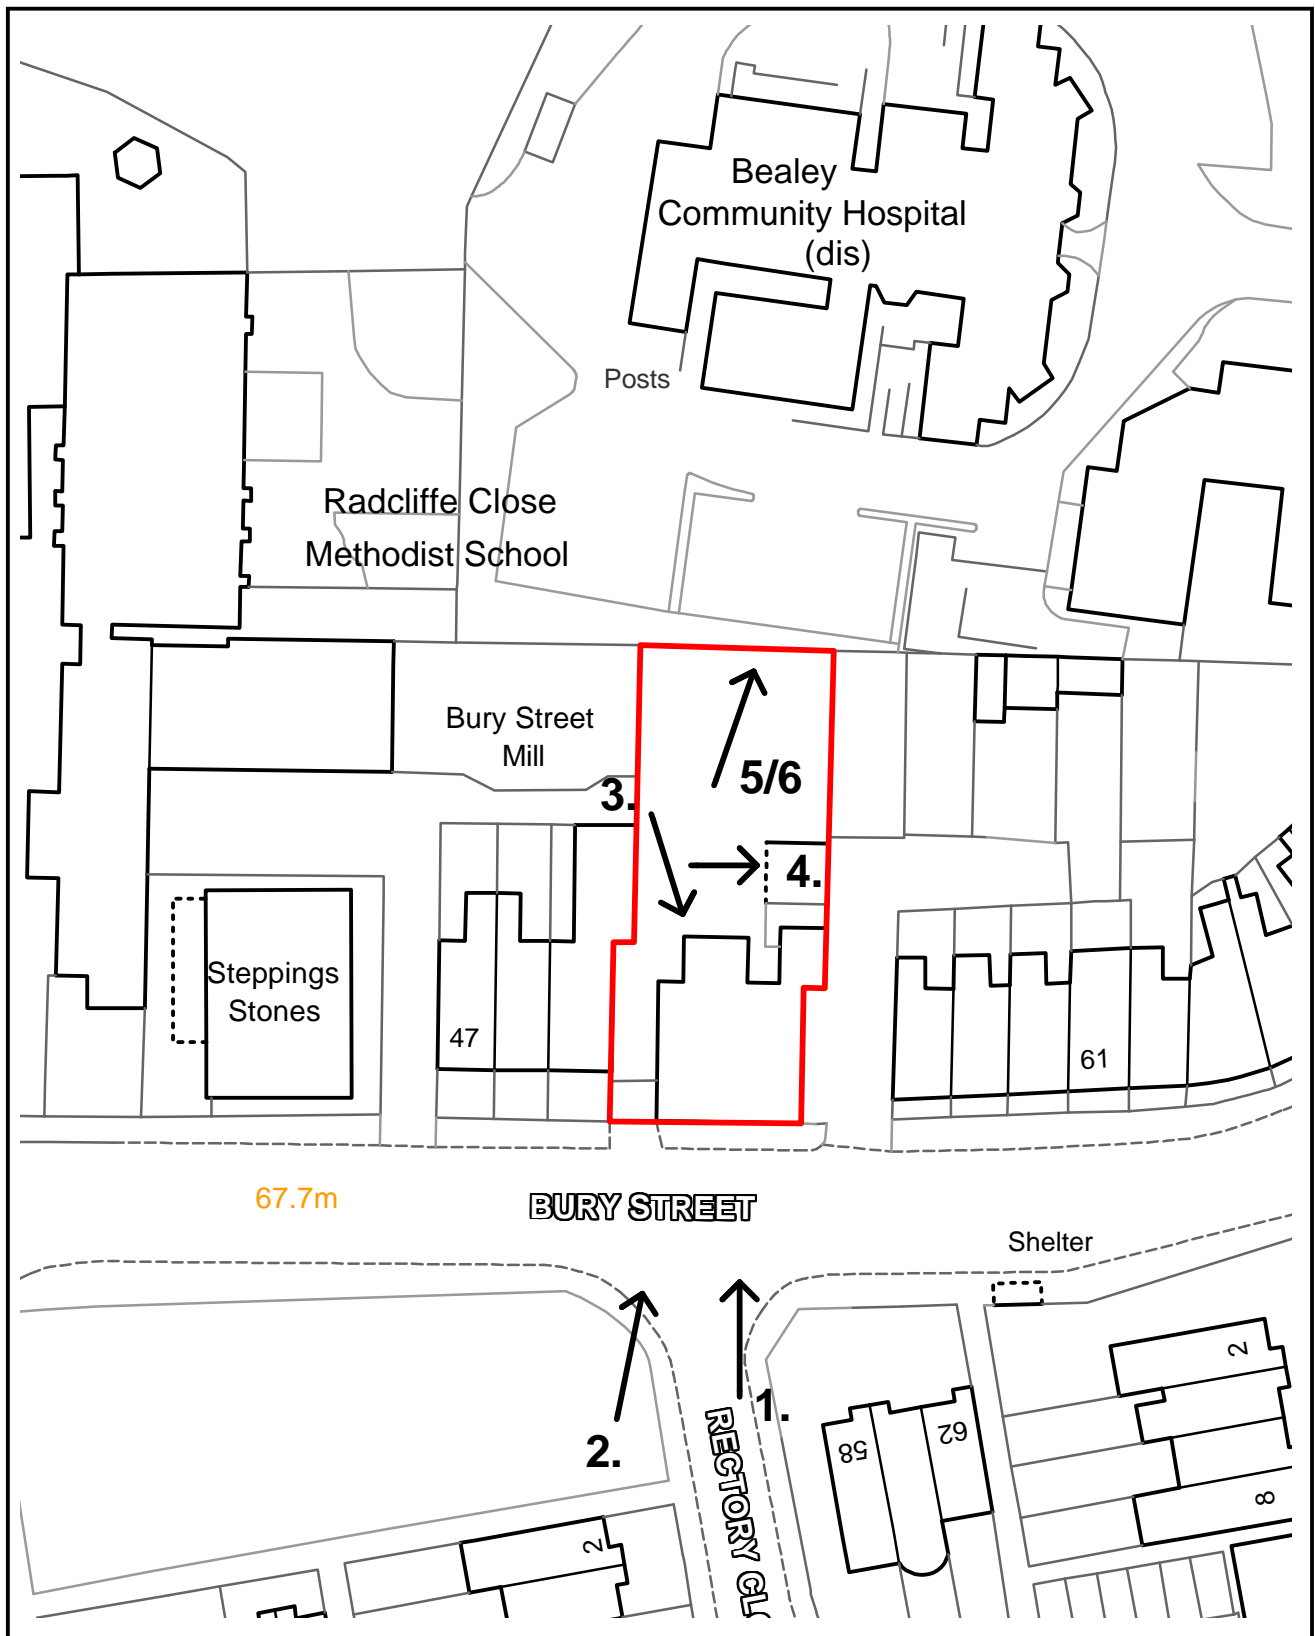 Bealey
Community Hospital
(dis)
Posts
Radcliffe Close
Methodist School
Bury Street
Mill
5/6
3.
4.
Steppings
Stones
47
61
67.7m
BURY STREET
Shelter
1.
2.
RECTORY CLO
58
62
2
8
2